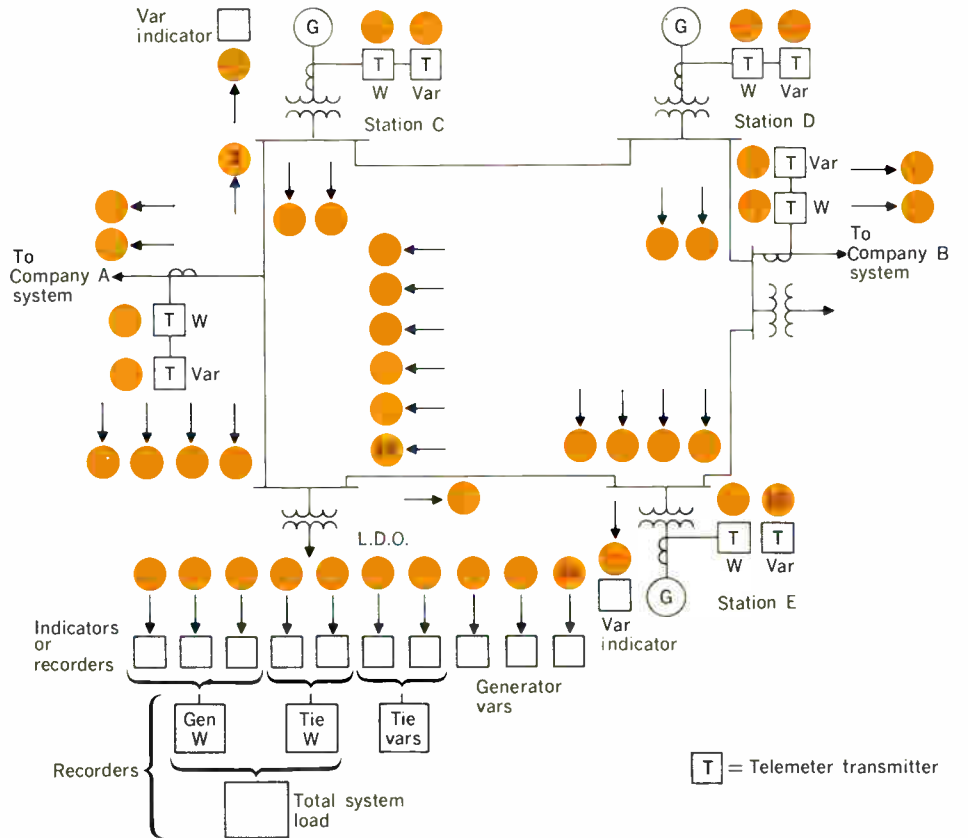 Var
indicator
G
T
T
W
Var
Station C
G
T
T
W
Var
Station D
T
Var
T
W
To
Company A
system
To
Company B
system
T
W
T
Var
L.D.O.
T
W
T
Var
G
Station E
Var
indicator
Indicators
or
recorders
Generator
vars
Gen
W
Tie
W
Tie
vars
Recorders
Total system
load
T = Telemeter transmitter